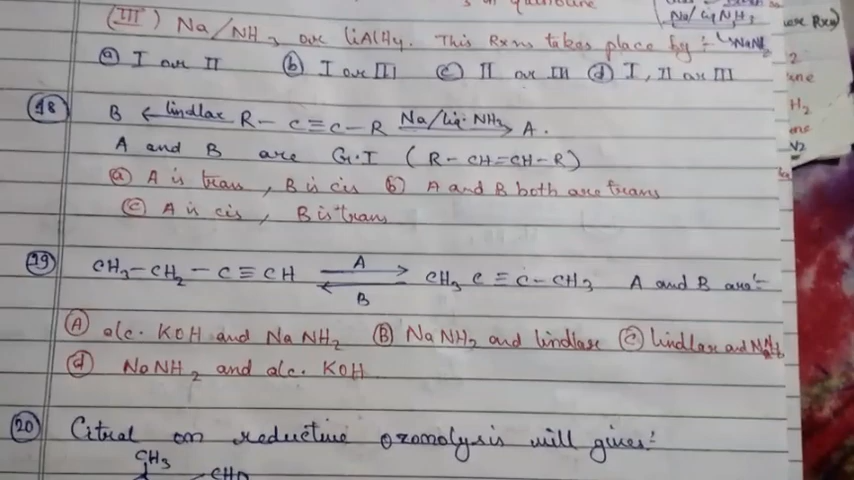 (III) Na/NH3 or LiAlH4. This Rxns takes place by :-
(a) I or II (b) I or III (c) II or III (d) I, II or III
(18) B ← lindlar R - C ≡ C - R Na/liq. NH3 → A.
A and B are G.I (R - CH = CH - R)
(a) A is trans, B is cis (b) A and B both are trans
(c) A is cis, B is trans
(19) CH3 - CH2 - C ≡ CH A ⇌ B CH3 C ≡ C - CH3 A and B are :-
(A) alc. KOH and NaNH2 (B) NaNH2 and lindlar (c) lindlar and NaNH2
(d) NaNH2 and alc. KOH
(20) Citral on reductive ozonolysis will gives :
CH3
CHO